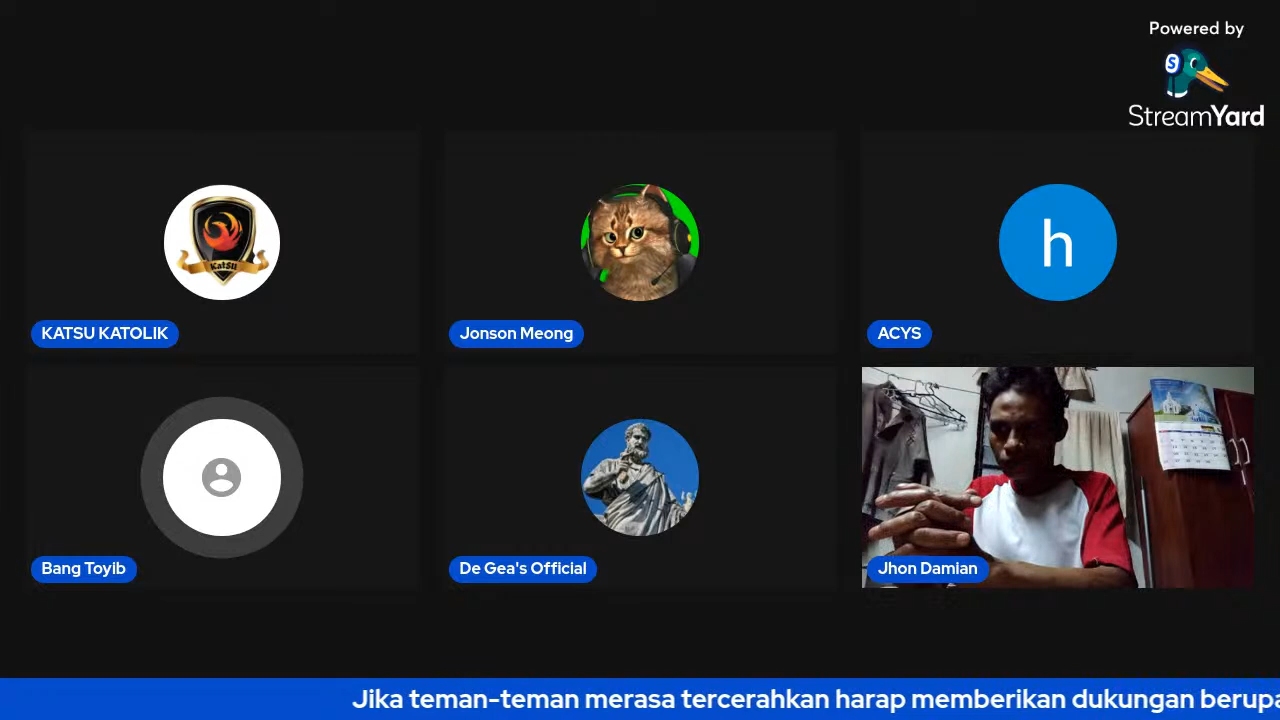 Powered by
StreamYard
KatSU
KATSU KATOLIK
Jonson Meong
h
ACYS
Bang Toyib
De Gea's Official
Jhon Damian
Jika teman-teman merasa tercerahkan harap memberikan dukungan berupa